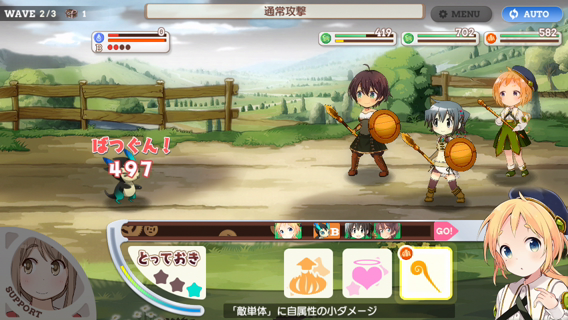 WAVE 2/3 1
通常攻撃
MENU
AUTO
0
13
419
702
582
ばつぐん!
497
B
GO!
とっておき
SUPPORT
「敵単体」に自属性の小ダメージ